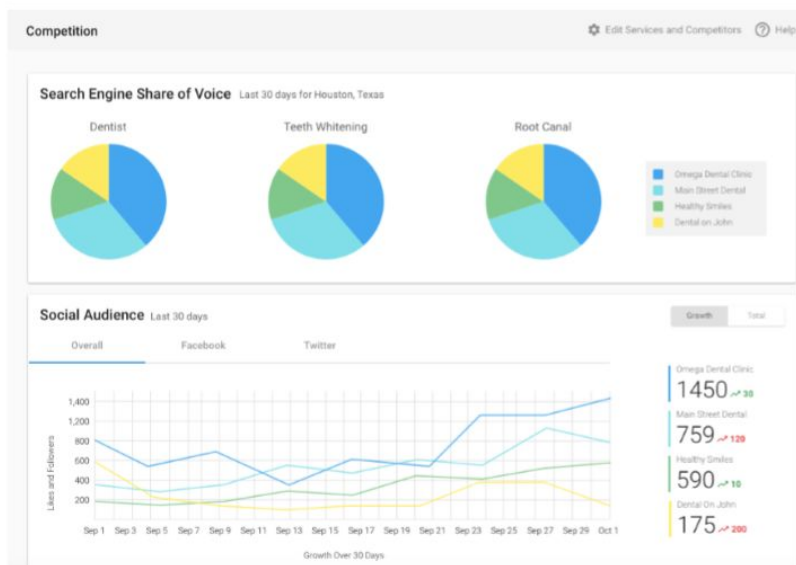 Competition
Edit Services and Competitors
Help
Search Engine Share of Voice Last 30 days for Houston, Texas
Dentist
Teeth Whitening
Root Canal
Omega Dental Clinic
Main Street Dental
Healthy Smiles
Dental on John
Social Audience Last 30 days
Growth
Total
Overall
Facebook
Twitter
Likes and Followers
1,400
1,200
800
600
400
200
Sep 1 Sep 3 Sep 5 Sep 7 Sep 9 Sep 11 Sep 13 Sep 15 Sep 17 Sep 19 Sep 21 Sep 23 Sep 25 Sep 27 Sep 29 Oct 1
Growth Over 30 Days
Omega Dental Clinic
1450 30
Main Street Dental
759 120
Healthy Smiles
590 10
Dental On John
175 200